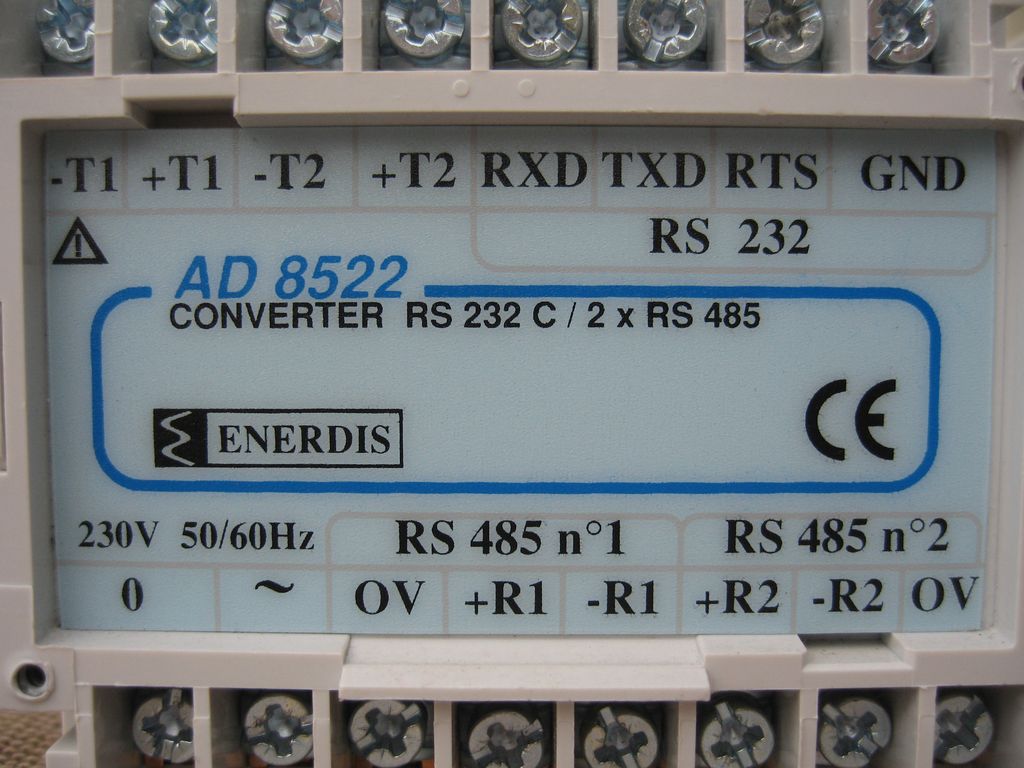 -T1 +T1 -T2 +T2 RXD TXD RTS GND
RS 232
AD 8522
CONVERTER RS 232 C / 2 x RS 485
ENERDIS
CE
230V 50/60Hz RS 485 n°1 RS 485 n°2
0 ~ OV +R1 -R1 +R2 -R2 OV